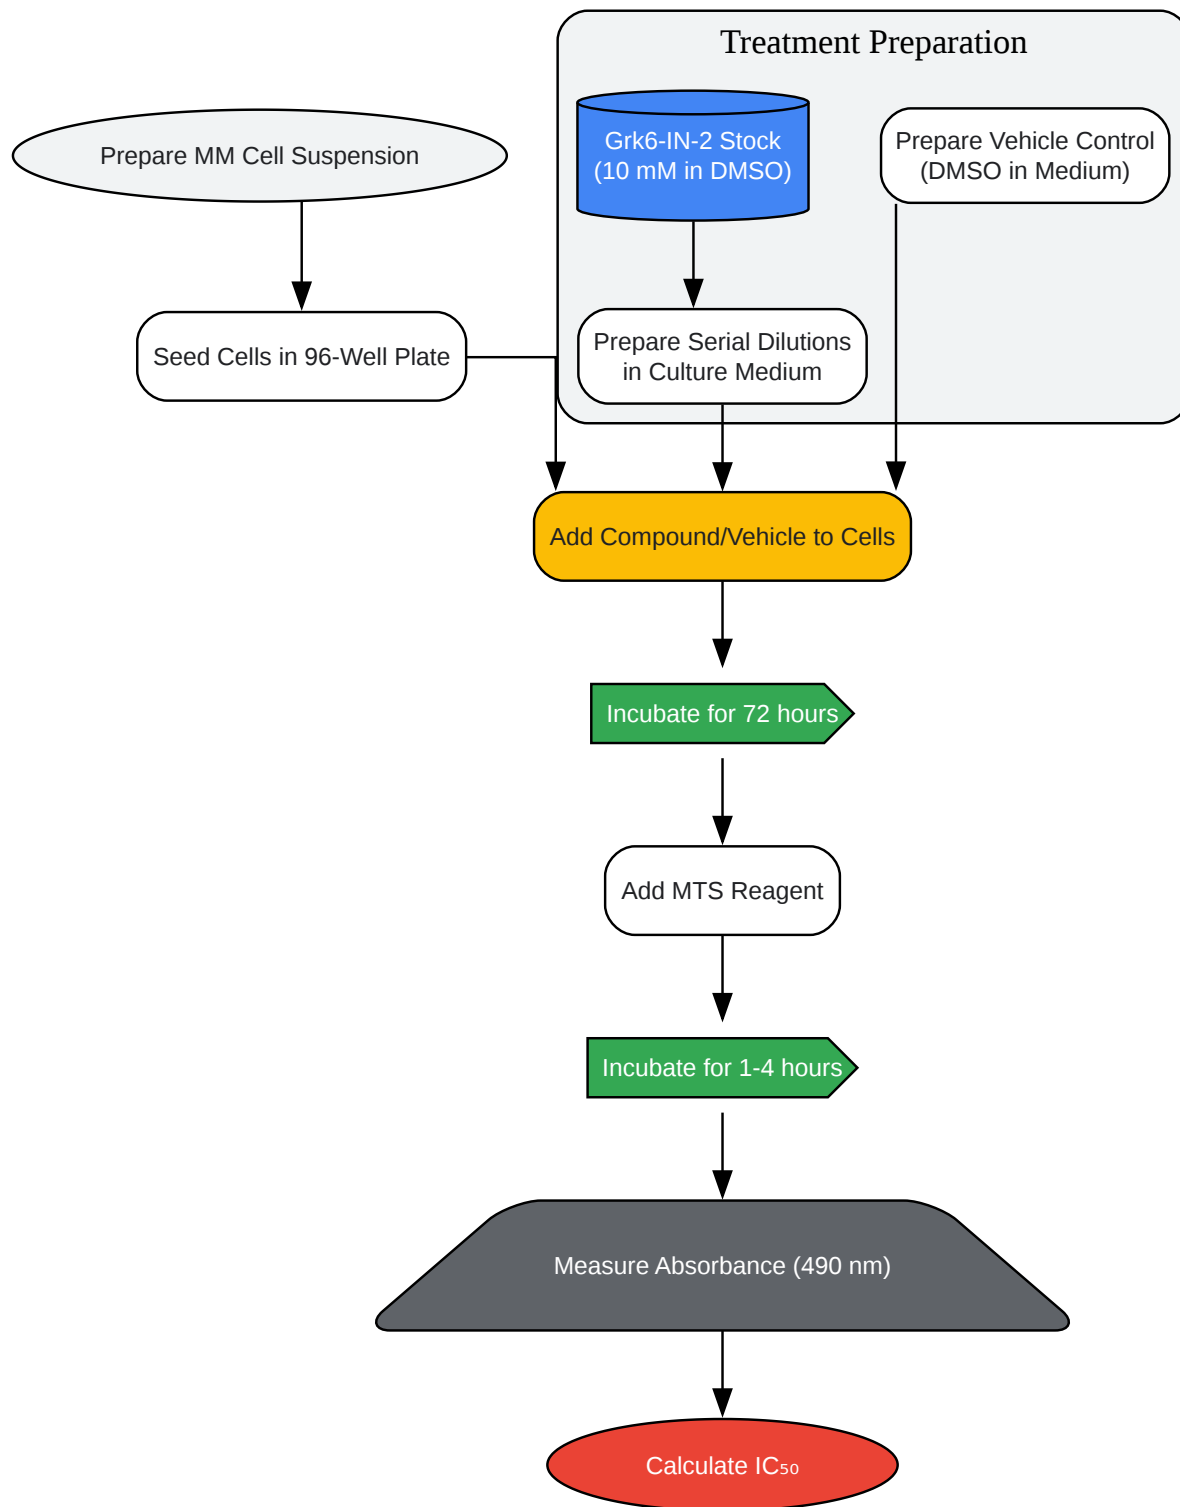 Treatment Preparation
Prepare MM Cell Suspension
Grk6-IN-2 Stock
(10 mM in DMSO)
Prepare Vehicle Control
(DMSO in Medium)
Seed Cells in 96-Well Plate
Prepare Serial Dilutions
in Culture Medium
Add Compound/Vehicle to Cells
Incubate for 72 hours
Add MTS Reagent
Incubate for 1-4 hours
Measure Absorbance (490 nm)
Calculate IC₅₀